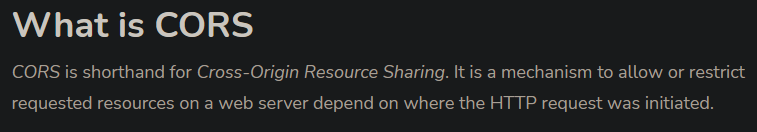 What is CORS
CORS is shorthand for Cross-Origin Resource Sharing. It is a mechanism to allow or restrict
requested resources on a web server depend on where the HTTP request was initiated.